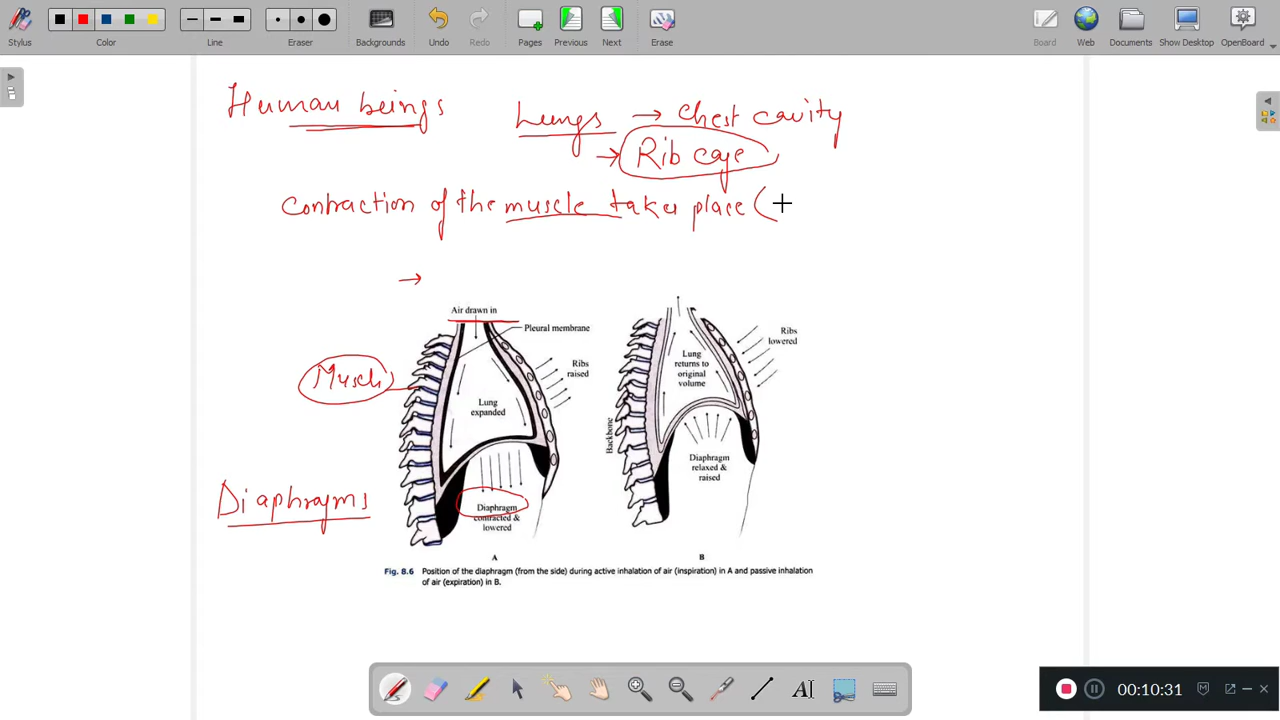 Stylus
Color
Line
Eraser
Backgrounds
Undo
Redo
Pages
Previous
Next
Erase
Board
Web
Documents
Show Desktop
OpenBoard
Human beings
Lungs → Chest cavity
→ Rib cage
contraction of the muscle takes place (
→
Air drawn in
Pleural membrane
Ribs
raised
Lung
expanded
Muscles
Diaphragms
Diaphragm
contracted &
lowered
A
Ribs
lowered
Lung
returns to
original
volume
Backbone
Diaphragm
relaxed &
raised
B
Fig. 8.6 Position of the diaphragm (from the side) during active inhalation of air (inspiration) in A and passive inhalation
of air (expiration) in B.
00:10:31